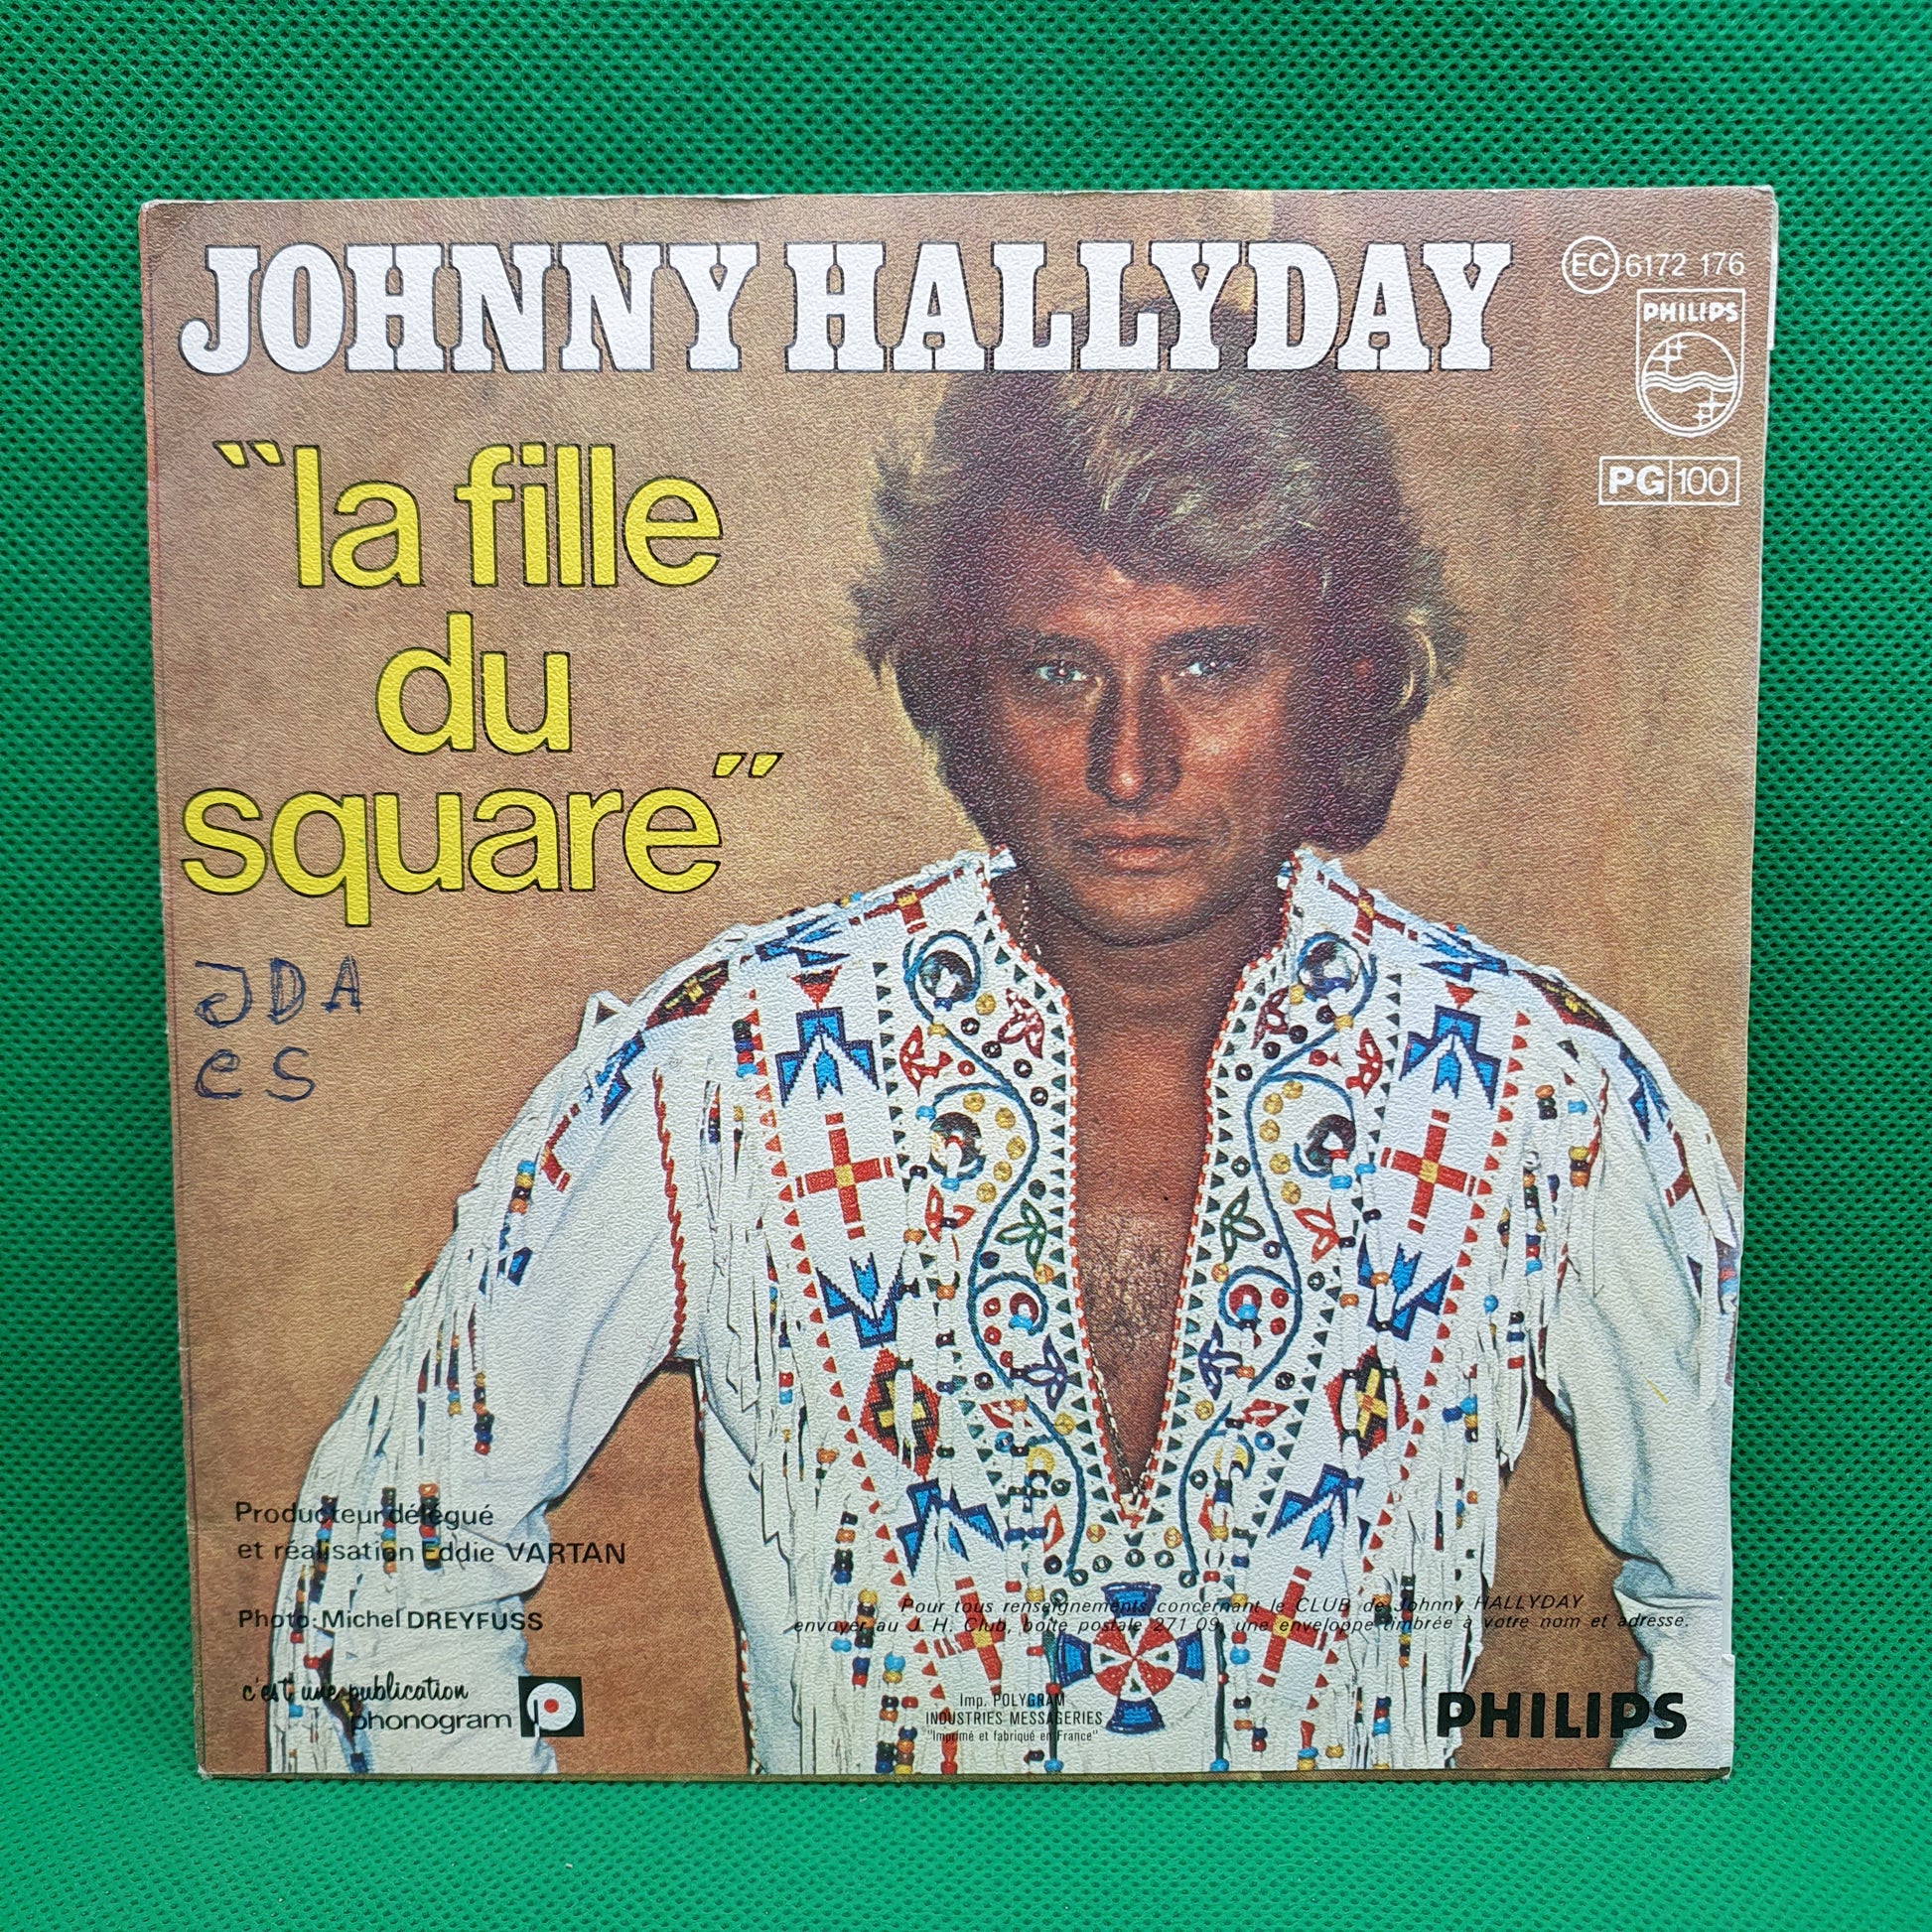 JOHNNY HALLYDAY
EC 6172 176
PHILIPS
PG 100
"la fille
du
square"
JDA
es
Producteur délégué
et réalisation Eddie VARTAN
Photo: Michel DREYFUSS
Pour tous renseignements concernant le CLUB de Johnny HALLYDAY
envoyer au J. H. Club, boîte postale 271 09, une enveloppe timbrée à votre nom et adresse.
c'est une publication
phonogram
Imp. POLYGRAM
INDUSTRIES MESSAGERIES
"Imprimé et fabriqué en France"
PHILIPS